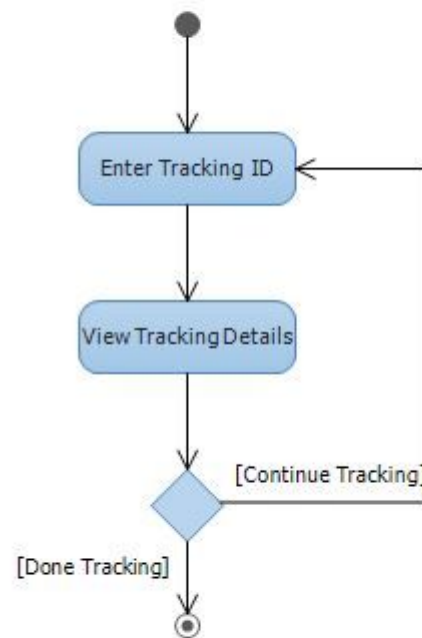 Enter Tracking ID
View Tracking Details
[Continue Tracking]
[Done Tracking]